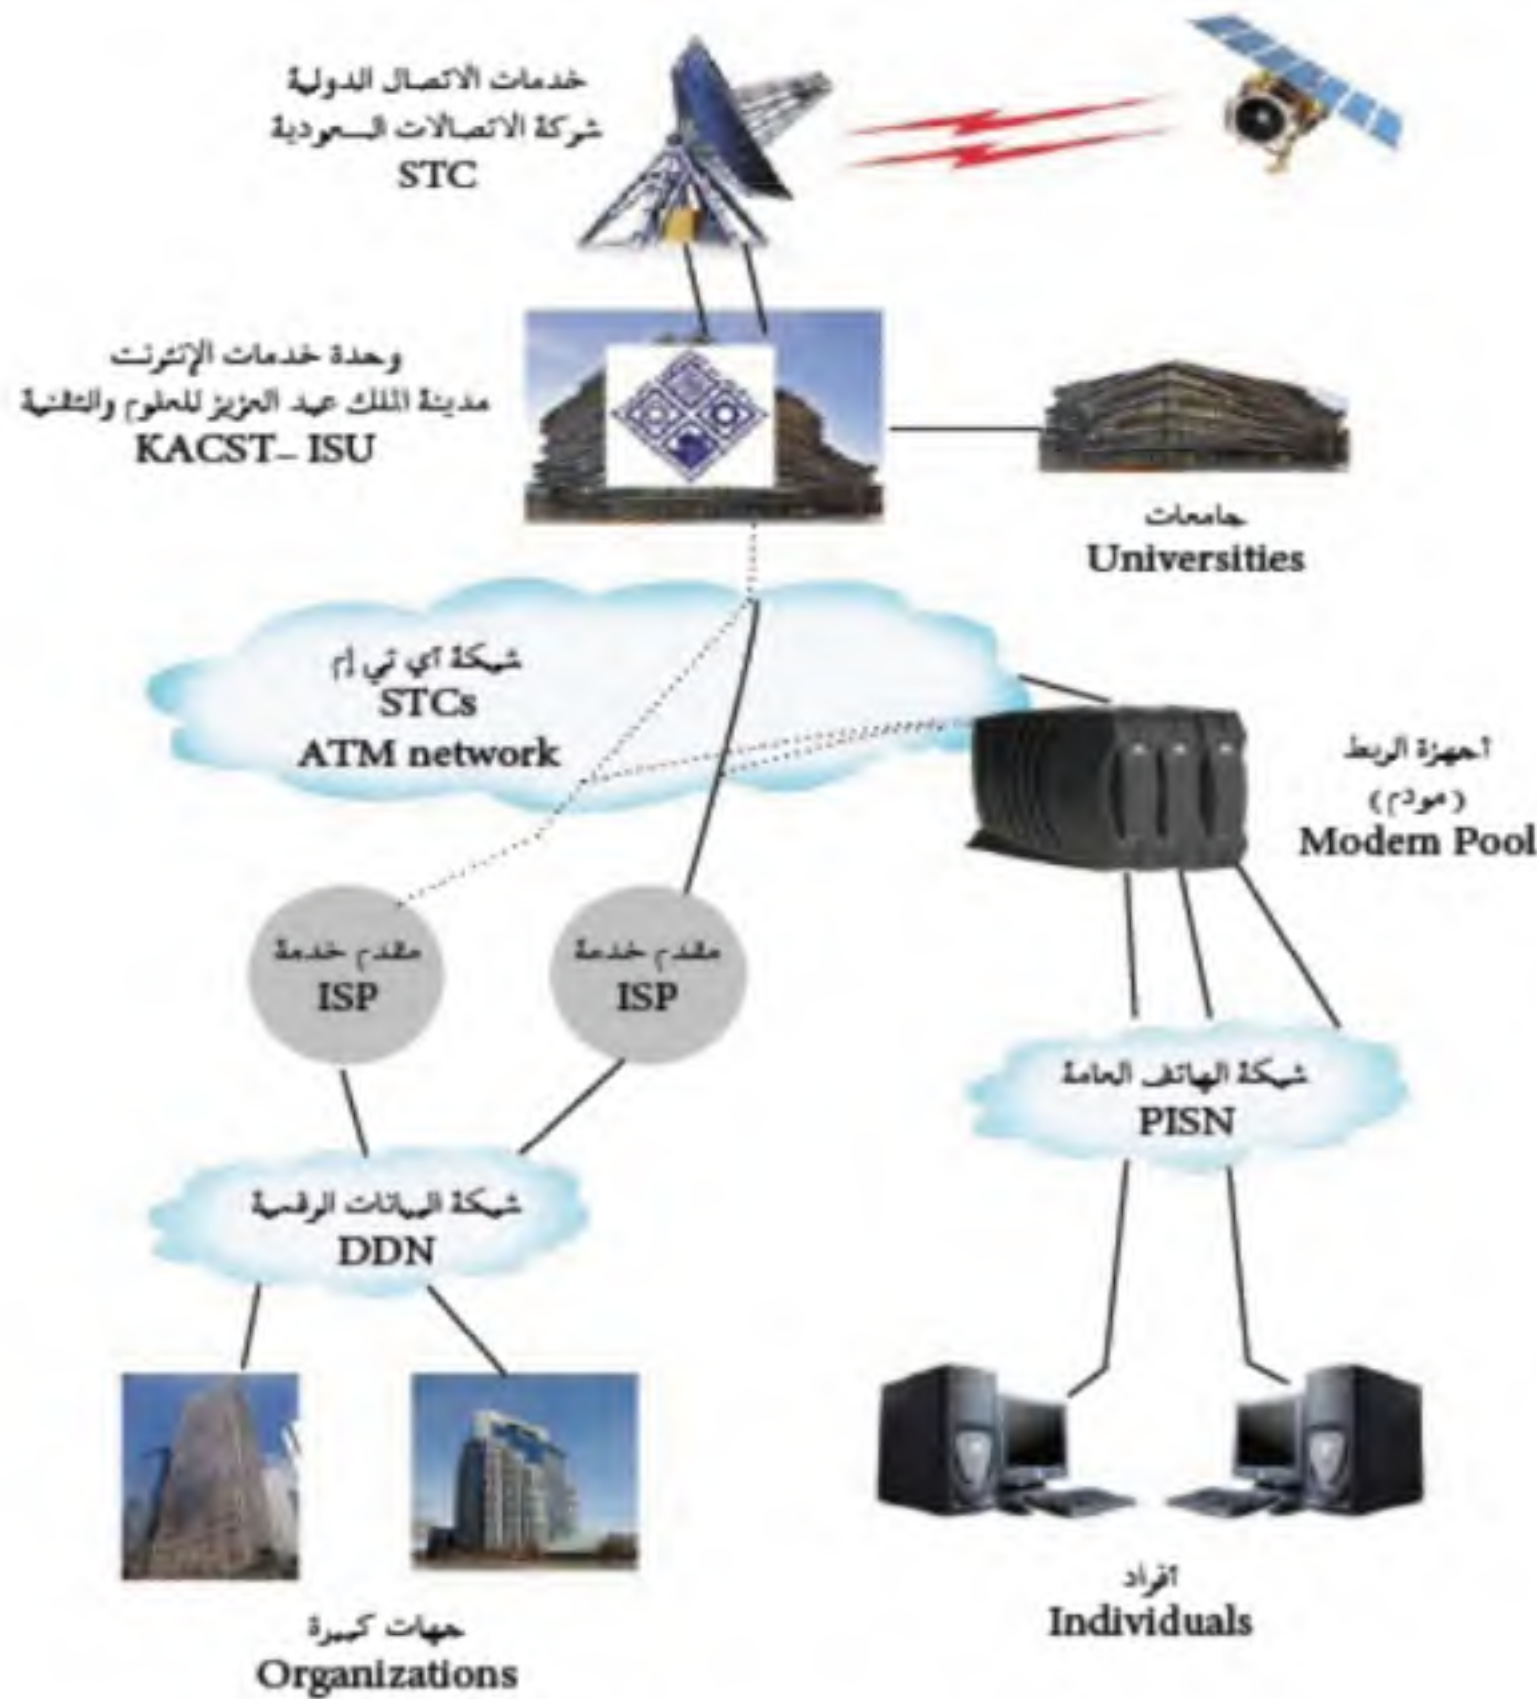 خدمات الاتصال الدولية
شركة الاتصالات السعودية
STC
وحدة خدمات الإنترنت
مدينة الملك عبد العزيز للعلوم والتقنية
KACST– ISU
جامعات
Universities
شبكة آي تي إم
STCs
ATM network
أجهزة الربط
(مودم)
Modem Pool
مقدم خدمة
ISP
مقدم خدمة
ISP
شبكة الهاتف العامة
PISN
شبكة البيانات الرقمية
DDN
أفراد
Individuals
جهات كبيرة
Organizations